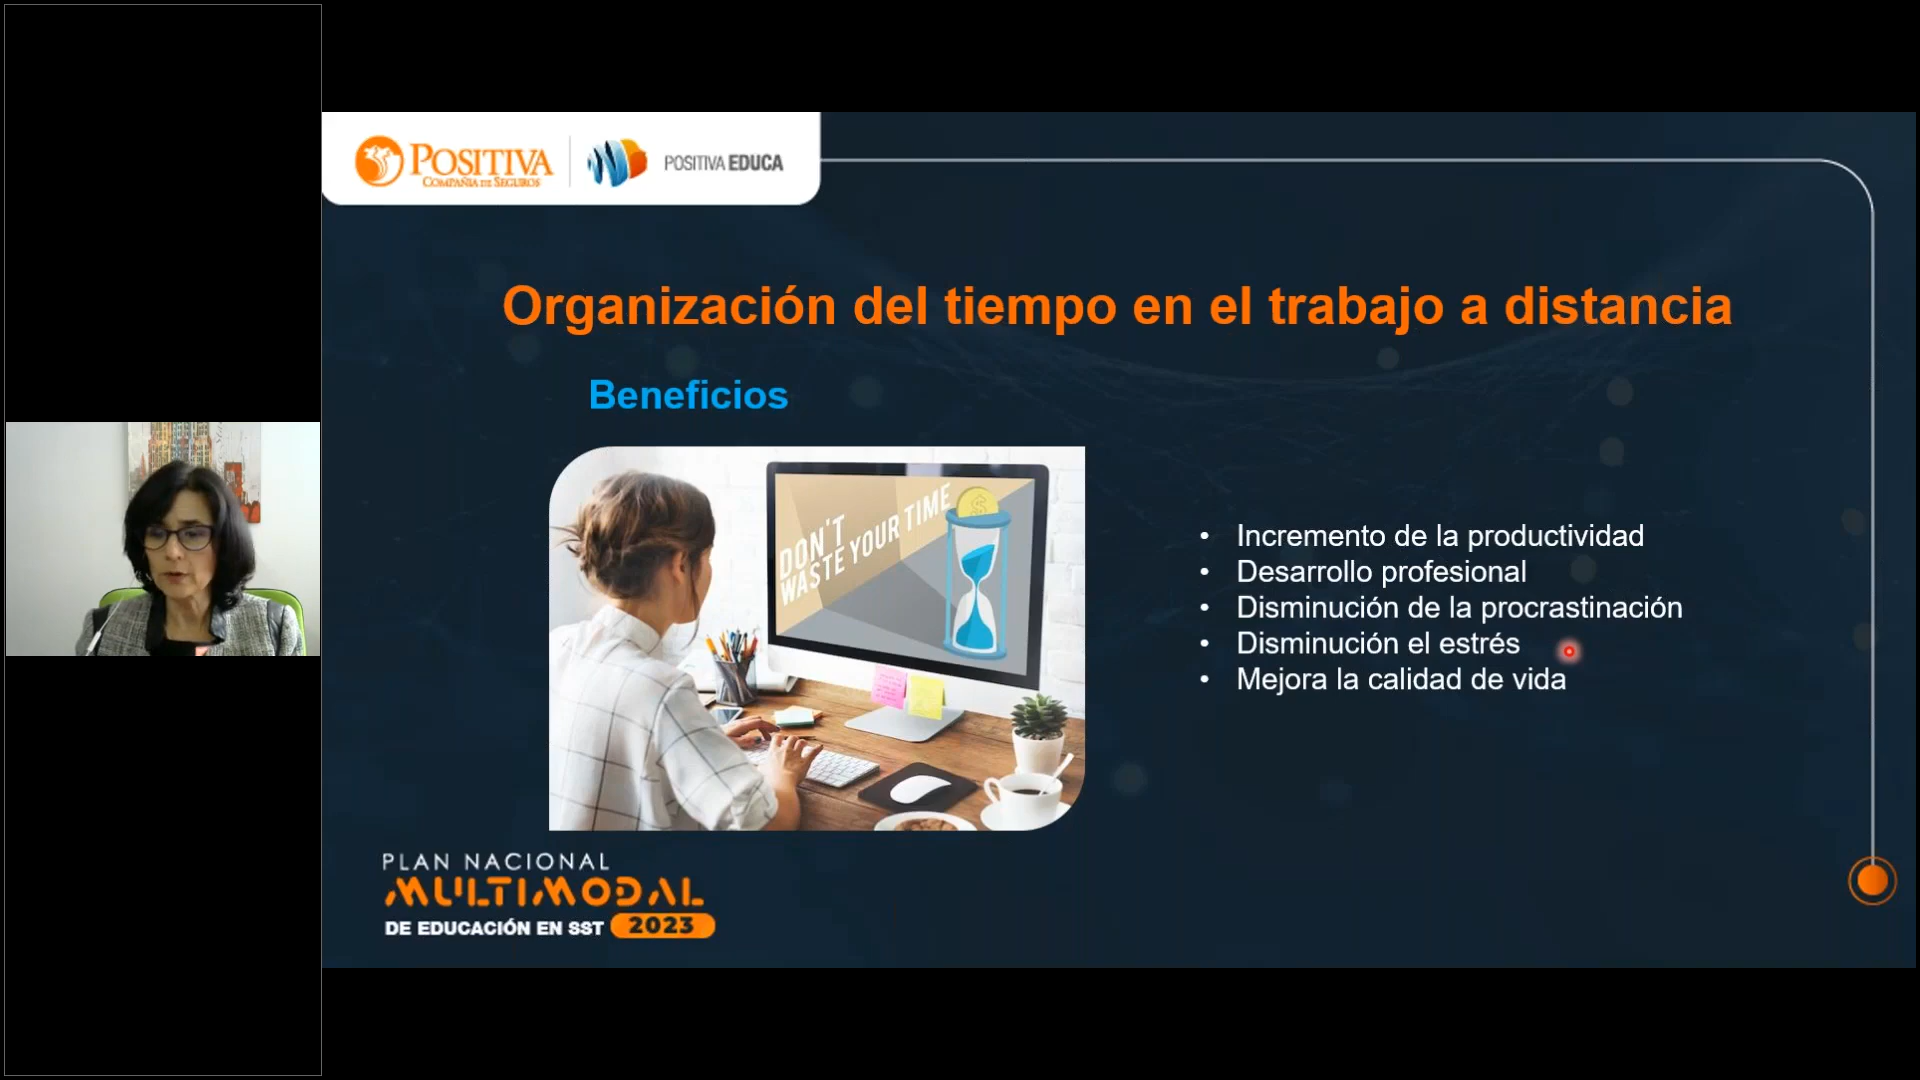 POSITIVA
COMPAÑÍA DE SEGUROS
POSITIVA EDUCA
Organización del tiempo en el trabajo a distancia
Beneficios
DON'T
WASTE YOUR TIME
• Incremento de la productividad
• Desarrollo profesional
• Disminución de la procrastinación
• Disminución el estrés
• Mejora la calidad de vida
PLAN NACIONAL
MULTIMODAL
DE EDUCACIÓN EN SST 2023